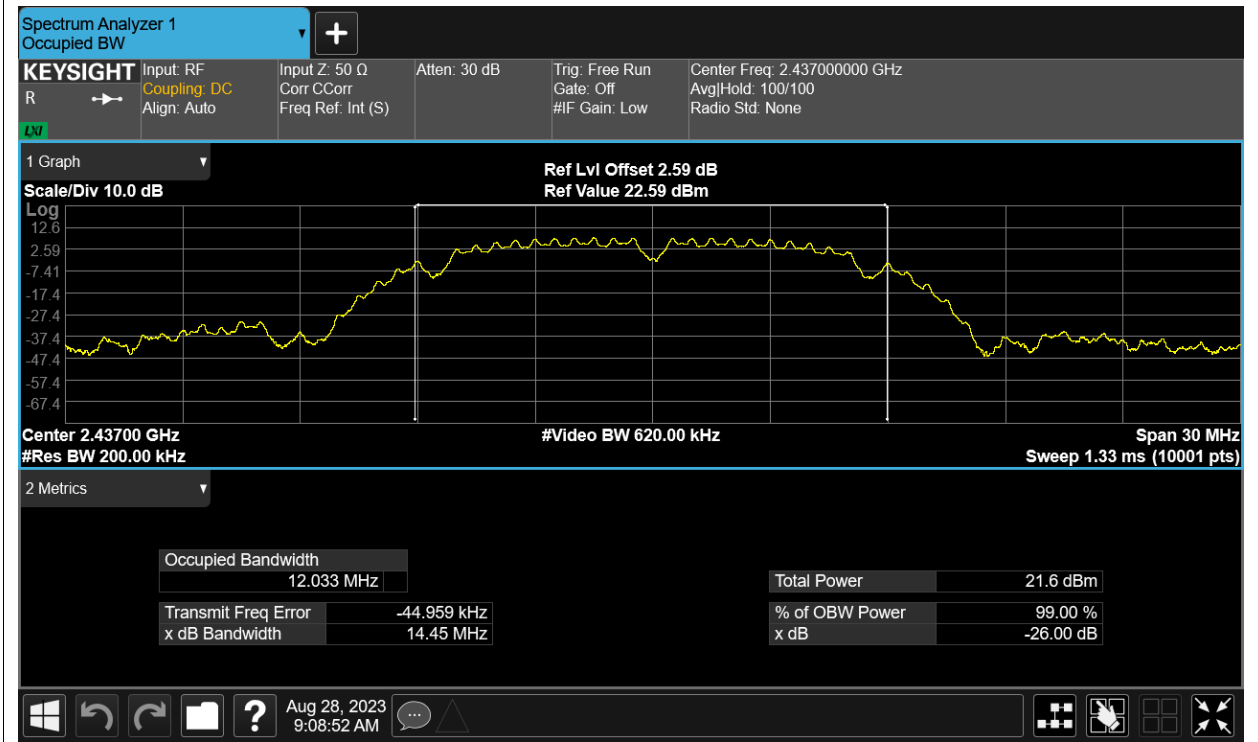 Spectrum Analyzer 1
Occupied BW
KEYSIGHT
R
LXI
Input: RF
Coupling: DC
Align: Auto
Input Z: 50 Ω
Corr CCorr
Freq Ref: Int (S)
Atten: 30 dB
Trig: Free Run
Gate: Off
#IF Gain: Low
Center Freq: 2.437000000 GHz
Avg|Hold: 100/100
Radio Std: None
1 Graph
Scale/Div 10.0 dB
Ref Lvl Offset 2.59 dB
Ref Value 22.59 dBm
Log
12.6
2.59
-7.41
-17.4
-27.4
-37.4
-47.4
-57.4
-67.4
Center 2.43700 GHz
#Video BW 620.00 kHz
Span 30 MHz
#Res BW 200.00 kHz
Sweep 1.33 ms (10001 pts)
2 Metrics
Occupied Bandwidth
12.033 MHz
Total Power 21.6 dBm
Transmit Freq Error -44.959 kHz
% of OBW Power 99.00 %
x dB Bandwidth 14.45 MHz
x dB -26.00 dB
?
Aug 28, 2023
9:08:52 AM